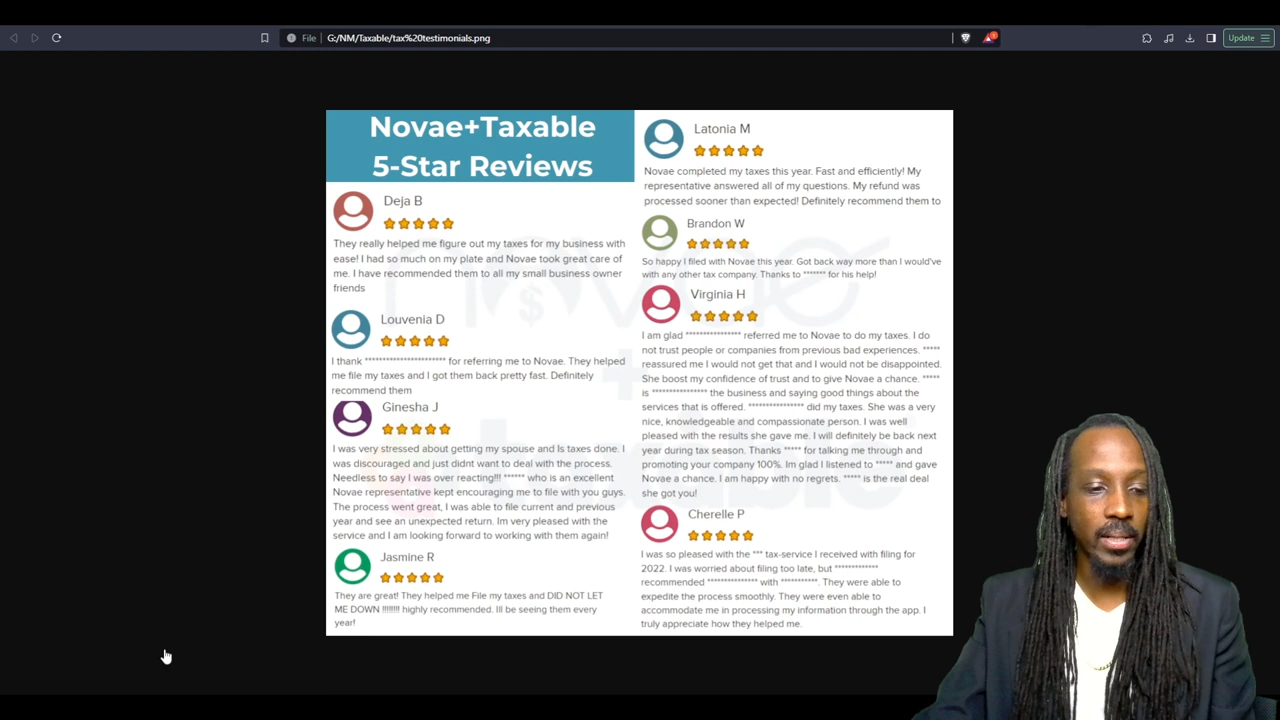 File
G:/NM/Taxable/tax%20testimonials.png
Update
Novae+Taxable
5-Star Reviews
Deja B
They really helped me figure out my taxes for my business with
ease! I had so much on my plate and Novae took great care of
me. I have recommended them to all my small business owner
friends
Louvenia D
I thank *********************** for referring me to Novae. They helped
me file my taxes and I got them back pretty fast. Definitely
recommend them
Ginesha J
I was very stressed about getting my spouse and Is taxes done. I
was discouraged and just didnt want to deal with the process.
Needless to say I was over reacting!!! ****** who is an excellent
Novae representative kept encouraging me to file with you guys.
The process went great, I was able to file current and previous
year and see an unexpected return. Im very pleased with the
service and I am looking forward to working with them again!
Jasmine R
They are great! They helped me File my taxes and DID NOT LET
ME DOWN !!!!!!!! highly recommended. Ill be seeing them every
year!
Latonia M
Novae completed my taxes this year. Fast and efficiently! My
representative answered all of my questions. My refund was
processed sooner than expected! Definitely recommend them to
Brandon W
So happy I filed with Novae this year. Got back way more than I would've
with any other tax company. Thanks to ******* for his help!
Virginia H
I am glad **************** referred me to Novae to do my taxes. I do
not trust people or companies from previous bad experiences. *****
reassured me I would not get that and I would not be disappointed.
She boost my confidence of trust and to give Novae a chance. *****
is **************** the business and saying good things about the
services that is offered. **************** did my taxes. She was a very
nice, knowledgeable and compassionate person. I was well
pleased with the results she gave me. I will definitely be back next
year during tax season. Thanks ***** for talking me through and
promoting your company 100%. Im glad I listened to ***** and gave
Novae a chance. I am happy with no regrets. ***** is the real deal
she got you!
Cherelle P
I was so pleased with the *** tax-service I received with filing for
2022. I was worried about filing too late, but *************
recommended *************** with ***********. They were able to
expedite the process smoothly. They were even able to
accommodate me in processing my information through the app. I
truly appreciate how they helped me.